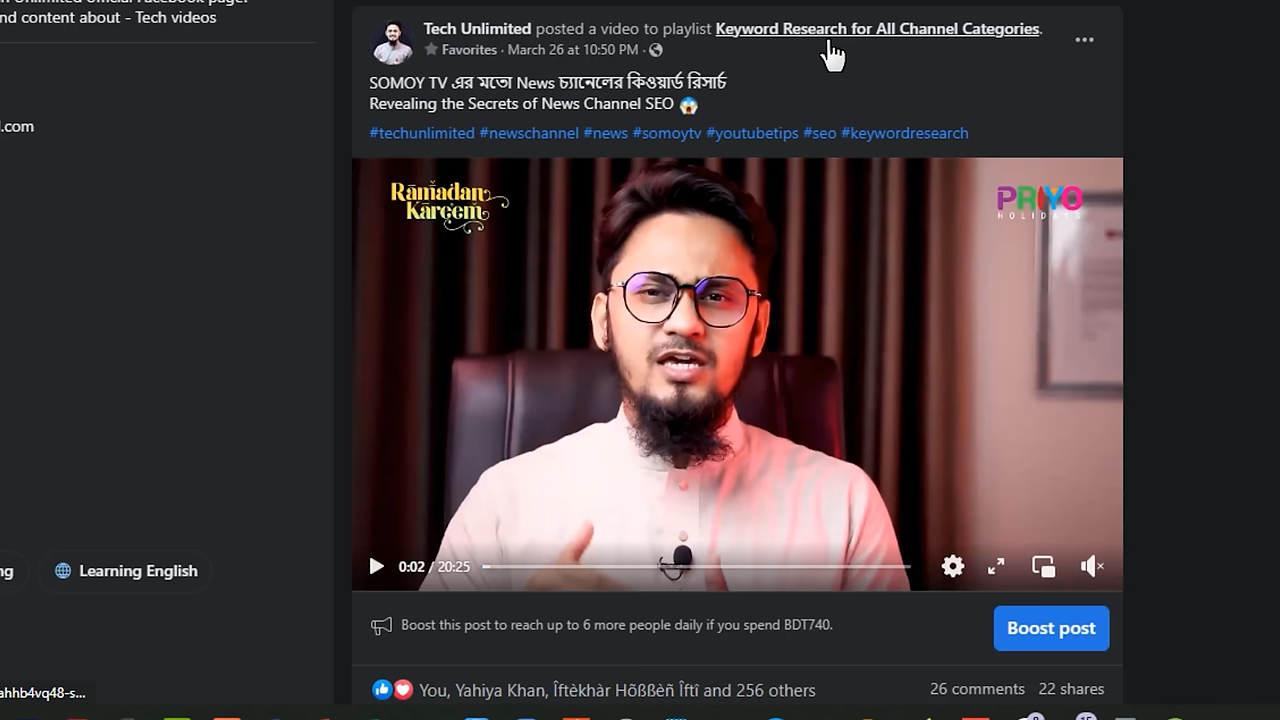 official Facebook page.
nd content about - Tech videos
.com
ng
Learning English
ahhb4vq48-s...
Tech Unlimited posted a video to playlist Keyword Research for All Channel Categories.
Favorites · March 26 at 10:50 PM ·
SOMOY TV এর মতো News চ্যানেলের কিওয়ার্ড রিসার্চ
Revealing the Secrets of News Channel SEO 😱
#techunlimited #newschannel #news #somoytv #youtubetips #seo #keywordresearch
Ramadan
Kareem
PRIYO
HOLIDAYS
0:02 / 20:25
Boost this post to reach up to 6 more people daily if you spend BDT740.
Boost post
You, Yahiya Khan, Îftèkhàr Hõßßèñ Îftî and 256 others
26 comments 22 shares